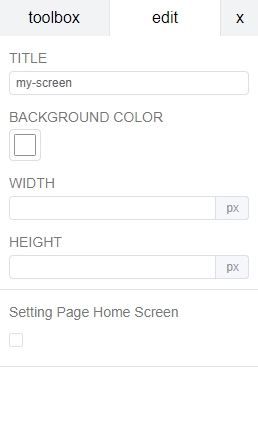 toolbox edit x
TITLE
my-screen
BACKGROUND COLOR
WIDTH
px
HEIGHT
px
Setting Page Home Screen